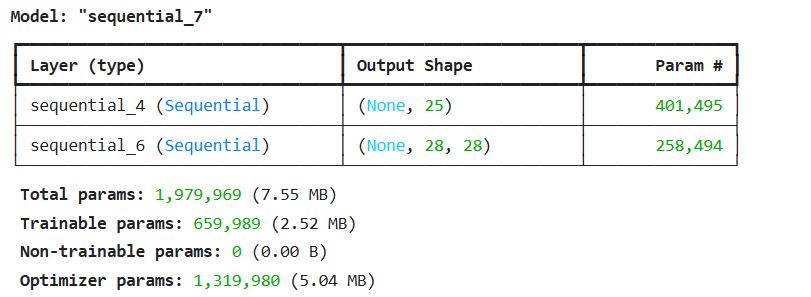 Model: "sequential_7"
Layer (type) Output Shape Param #
sequential_4 (Sequential) (None, 25) 401,495
sequential_6 (Sequential) (None, 28, 28) 258,494
Total params: 1,979,969 (7.55 MB)
Trainable params: 659,989 (2.52 MB)
Non-trainable params: 0 (0.00 B)
Optimizer params: 1,319,980 (5.04 MB)